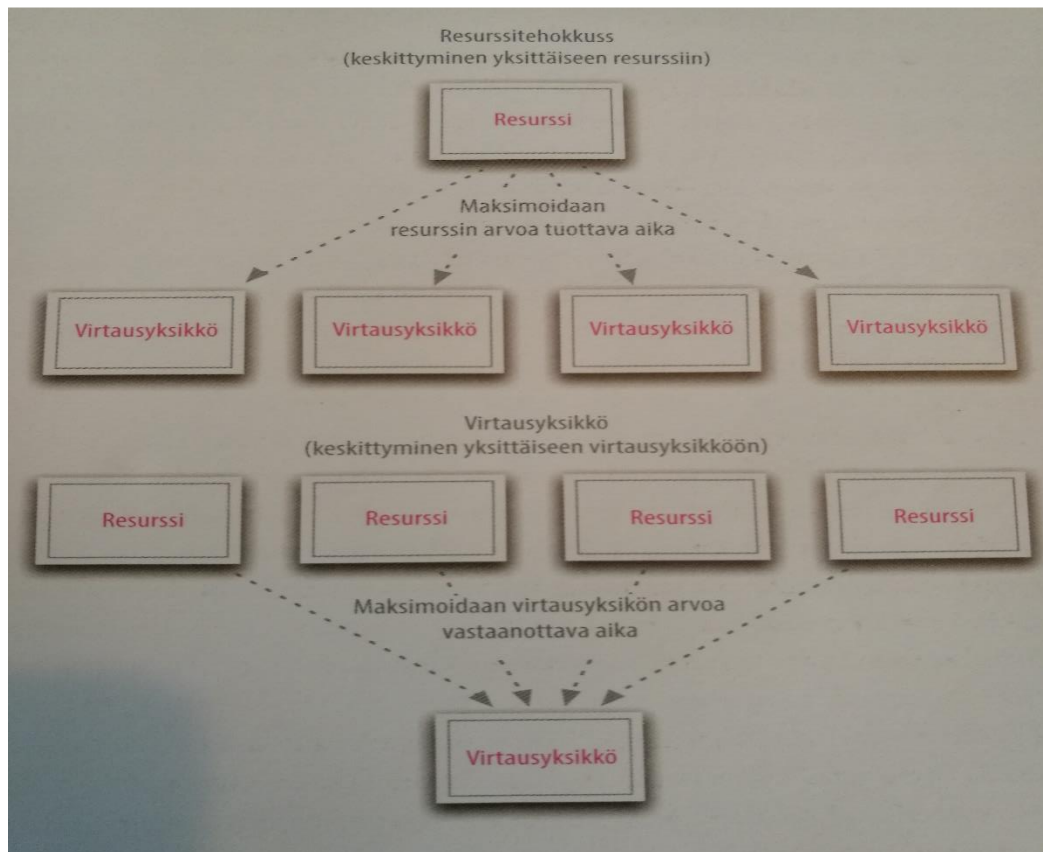 Resurssitehokkuss
(keskittyminen yksittäiseen resurssiin)
Resurssi
Maksimoidaan
resurssin arvoa tuottava aika
Virtausyksikkö
Virtausyksikkö
Virtausyksikkö
Virtausyksikkö
Virtausyksikkö
(keskittyminen yksittäiseen virtausyksikköön)
Resurssi
Resurssi
Resurssi
Resurssi
Maksimoidaan virtausyksikön arvoa
vastaanottava aika
Virtausyksikkö